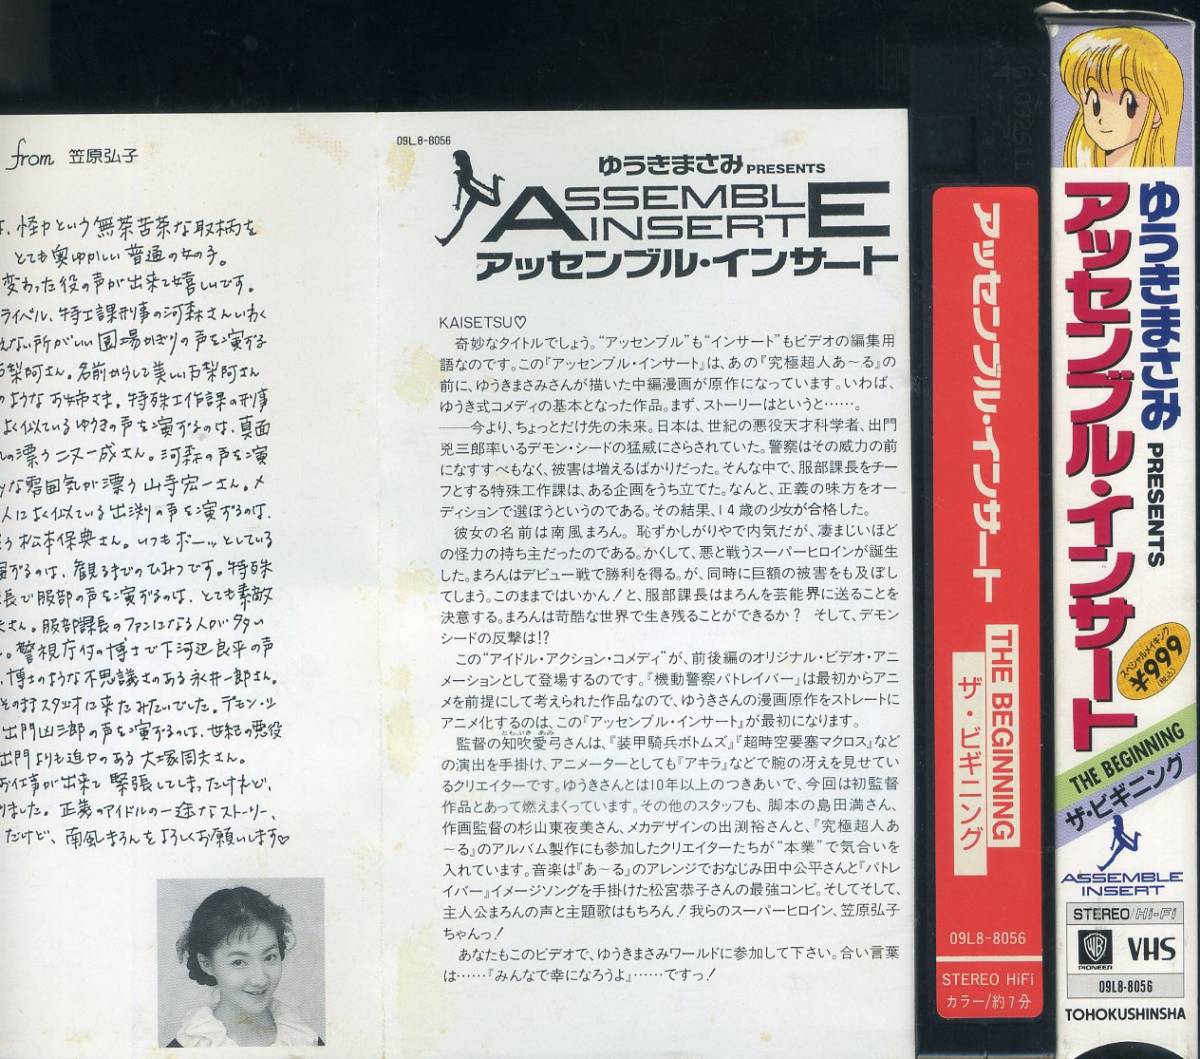 from 笠原弘子
、怪力という無茶苦茶な取柄を
とても奥ゆかしい普通の女の子。
変わった役の声が出来て嬉しいです。
ライバル、特工課刑事の河森さんいわく
のようなお姉さま。特殊工作課の刑事
よく似ているゆうきの声を演ずるのは、真面
の漂う二又一成さん。河森の声を演
な雰囲気が漂う山寺宏一さん。メ
人によく似ている出渕の声を演ずるのは、
う松本保典さん。いつもボーッとしている
演ずるのは、観るまでのひみつです。特殊
長で服部の声を演ずるのは、とても素敵
さん。服部課長のファンになる人が多い
。警視庁付の博士で下河辺良平の声
、博士のような不思議さのある永井一郎さん。
そのままスタジオに来たみたいでした。デモン・シ
出門凶三郎の声を演ずるのは、世紀の悪役
出門よりも迫力のある大塚周夫さん。
お仕事が出来て緊張してしまったけれど、
りました。正義のアイドルの一途なストーリー、
だけど、南風まろんをよろしくお願いします♡
09L8-8056
ゆうきまさみ PRESENTS
ASSEMBLE
INSERT
アッセンブル・インサート
KAISETSU♡
奇妙なタイトルでしょう。“アッセンブル”も“インサート”もビデオの編集用
語なのです。この『アッセンブル・インサート』は、あの『究極超人あ〜る』の
前に、ゆうきまさみさんが描いた中編漫画が原作になっています。いわば、
ゆうき式コメディの基本となった作品。まず、ストーリーはというと……。
――今より、ちょっとだけ先の未来。日本は、世紀の悪役天才科学者、出門
兇三郎率いるデモン・シードの猛威にさらされていた。警察はその威力の前
になすすべもなく、被害は増えるばかりだった。そんな中で、服部課長をチー
フとする特殊工作課は、ある企画をうち立てた。なんと、正義の味方をオー
ディションで選ぼうというのである。その結果、14歳の少女が合格した。
彼女の名前は南風まろん。恥ずかしがりやで内気だが、凄まじいほど
の怪力の持ち主だったのである。かくして、悪と戦うスーパーヒロインが誕生
した。まろんはデビュー戦で勝利を得る。が、同時に巨額の被害をも及ぼし
てしまう。このままではいかん!と、服部課長はまろんを芸能界に送ることを
決意する。まろんは苛酷な世界で生き残ることができるか? そして、デモン
シードの反撃は!?
この“アイドル・アクション・コメディ”が、前後編のオリジナル・ビデオ・アニ
メーションとして登場するのです。『機動警察パトレイバー』は最初からアニ
メを前提にして考えられた作品なので、ゆうきさんの漫画原作をストレートに
アニメ化するのは、この『アッセンブル・インサート』が最初になります。
ともぶき あみ
監督の知吹愛弓さんは、『装甲騎兵ボトムズ』『超時空要塞マクロス』など
の演出を手掛け、アニメーターとしても『アキラ』などで腕の冴えを見せてい
るクリエイターです。ゆうきさんとは10年以上のつきあいで、今回は初監督
作品とあって燃えまくっています。その他のスタッフも、脚本の島田満さん、
作画監督の杉山東夜美さん、メカデザインの出渕裕さんと、『究極超人あ
〜る』のアルバム製作にも参加したクリエイターたちが“本業”で気合いを
入れています。音楽は『あ〜る』のアレンジでおなじみ田中公平さんと『パト
レイバー』イメージソングを手掛けた松宮恭子さんの最強コンビ。そしてそして、
主人公まろんの声と主題歌はもちろん!我らのスーパーヒロイン、笠原弘子
ちゃんっ!
あなたもこのビデオで、ゆうきまさみワールドに参加して下さい。合い言葉
は……『みんなで幸になろうよ』……ですっ!
アッセンブル・インサート
THE BEGINNING
ザ・ビギニング
09L8-8056
STEREO HiFi
カラー/約7分
ゆうきまさみ PRESENTS
アッセンブル・インサート
スペシャルメイキング
¥999
(税込)
THE BEGINNING
ザ・ビギニング
ASSEMBLE
INSERT
STEREO/Hi-Fi
WB
PIONEER
VHS
09L8-8056
TOHOKUSHINSHA